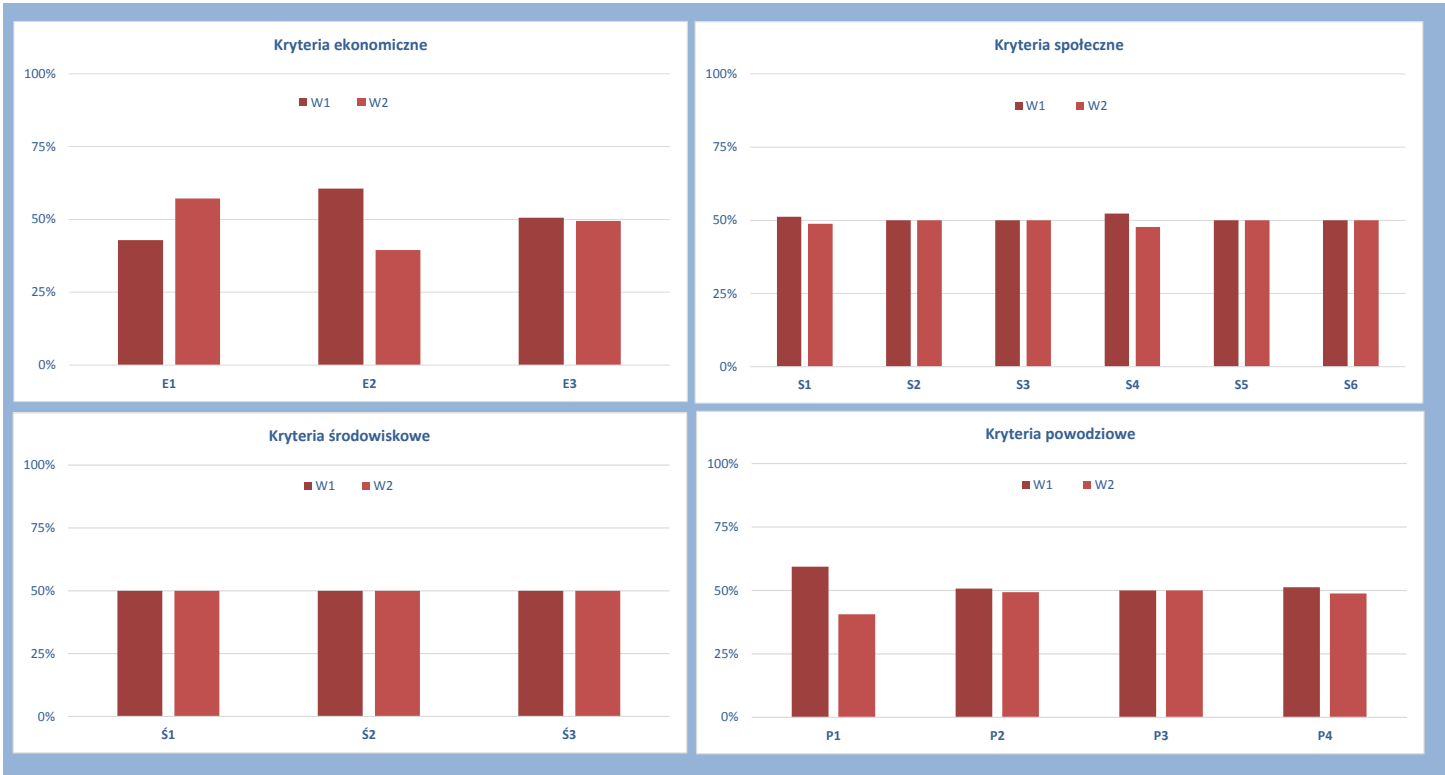 Kryteria ekonomiczne
100%
W1 W2
75%
50%
25%
0%
E1 E2 E3
Kryteria społeczne
100%
W1 W2
75%
50%
25%
0%
S1 S2 S3 S4 S5 S6
Kryteria środowiskowe
100%
W1 W2
75%
50%
25%
0%
Ś1 Ś2 Ś3
Kryteria powodziowe
100%
W1 W2
75%
50%
25%
0%
P1 P2 P3 P4